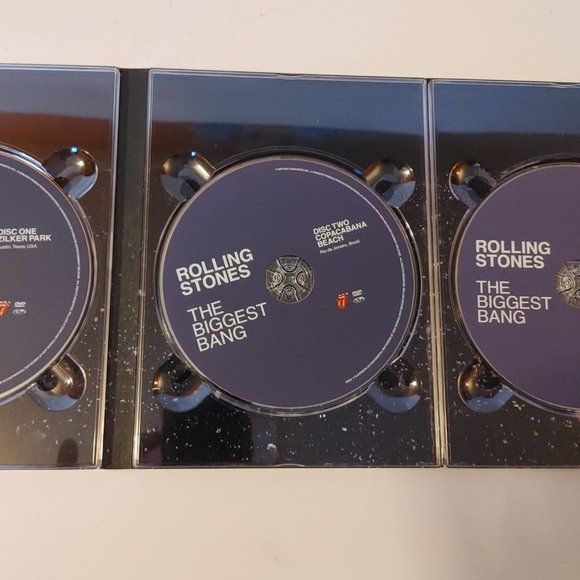 DISC ONE
ZILKER PARK
Austin, Texas, USA
DVD
ROLLING
STONES
THE
BIGGEST
BANG
DISC TWO
COPACABANA
BEACH
Rio de Janeiro, Brazil
DVD
ROLLING
STONES
THE
BIGGEST
BANG